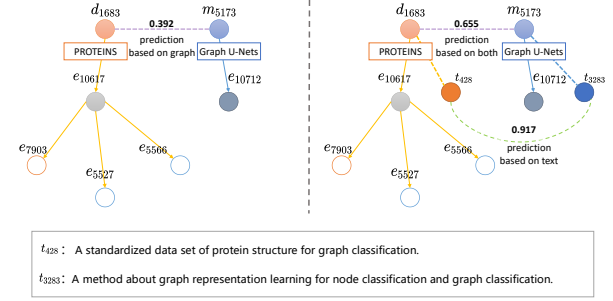 d1683
m5173
0.392
prediction
based on graph
PROTEINS
Graph U-Nets
e10617
e10712
e7903
e5566
e5527
d1683
m5173
0.655
prediction
based on both
PROTEINS
Graph U-Nets
e10617
t428
e10712
t3283
0.917
prediction
based on text
e7903
e5566
e5527
t428: A standardized data set of protein structure for graph classification.
t3283: A method about graph representation learning for node classification and graph classification.